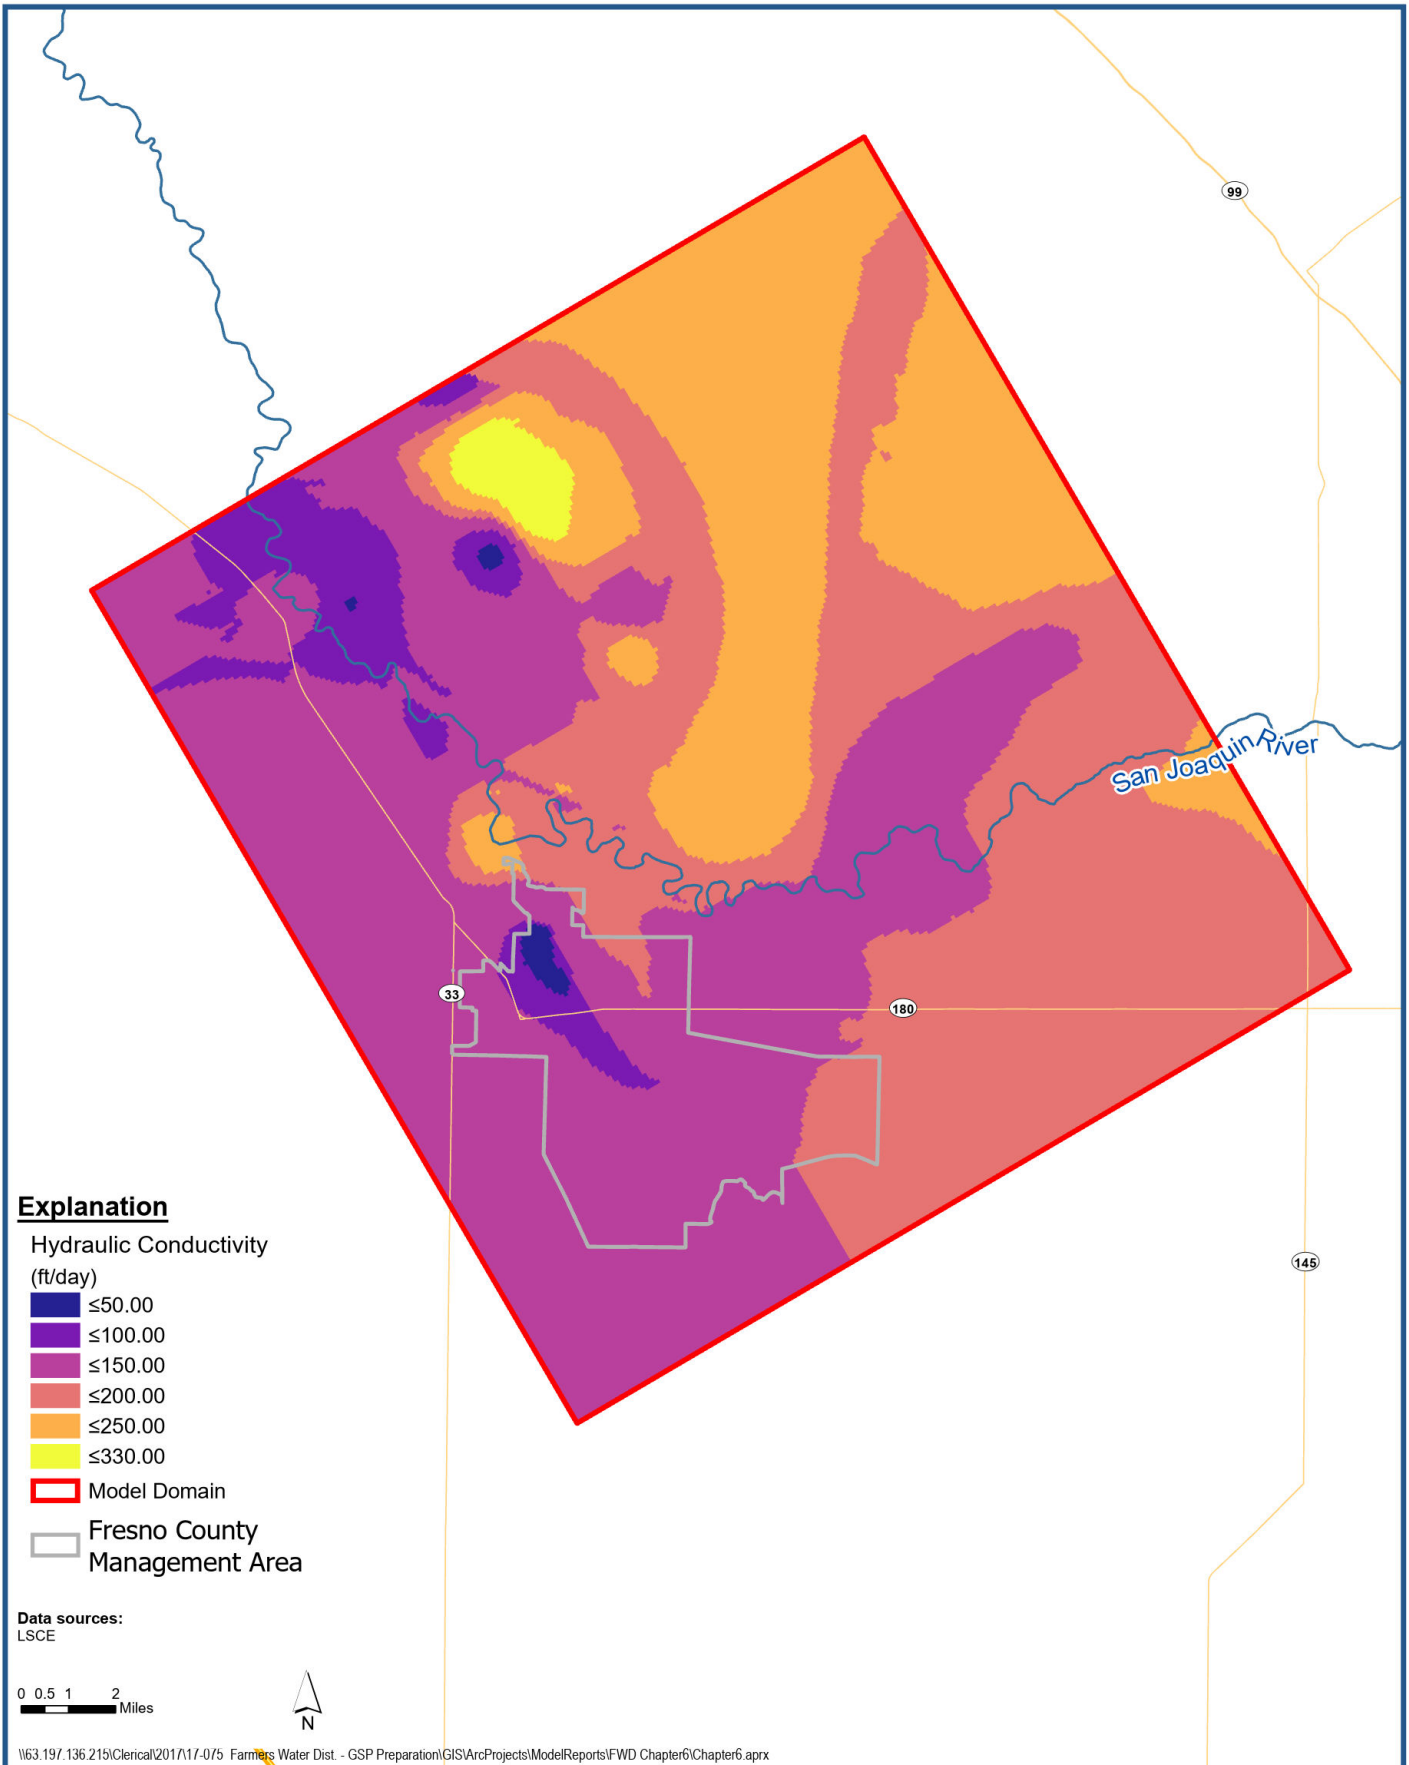 99
San Joaquin River
33
180
145
Explanation
Hydraulic Conductivity
(ft/day)
≤50.00
≤100.00
≤150.00
≤200.00
≤250.00
≤330.00
Model Domain
Fresno County
Management Area
Data sources:
LSCE
0 0.5 1 2
Miles
N
\\63.197.136.215\Clerical\2017\17-075 Farmers Water Dist. - GSP Preparation\GIS\ArcProjects\ModelReports\FWD Chapter6\Chapter6.aprx